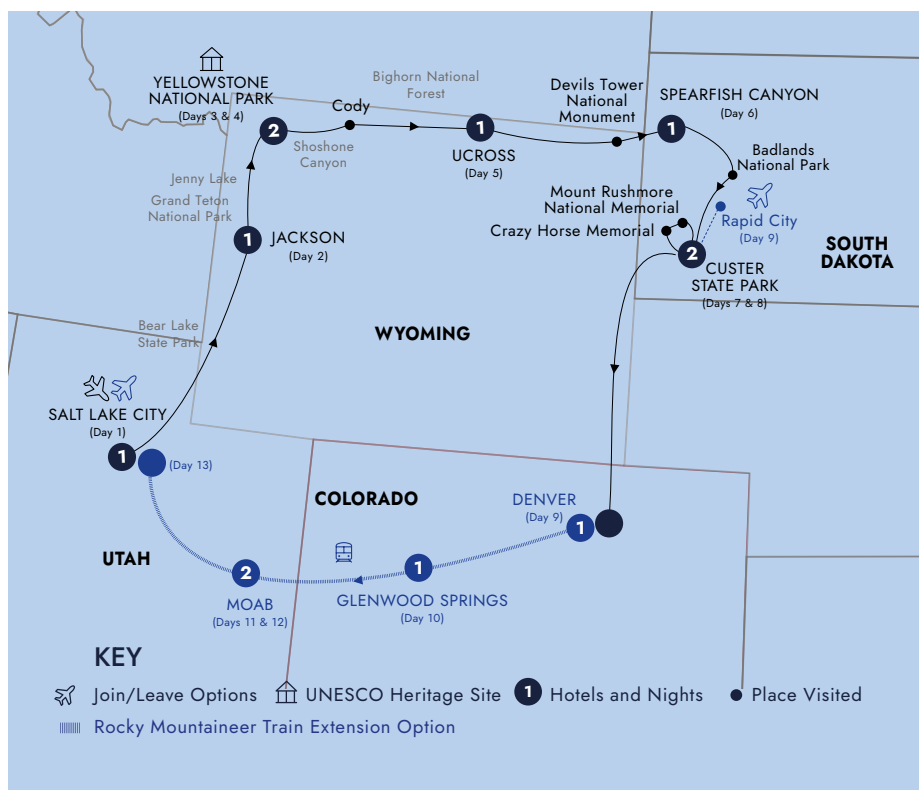 YELLOWSTONE
NATIONAL PARK
(Days 3 & 4)
2
Cody
Bighorn National
Forest
Shoshone
Canyon
1
UCROSS
(Day 5)
Devils Tower
National
Monument
SPEARFISH CANYON
(Day 6)
1
Badlands
National Park
Jenny Lake
Grand Teton
National Park
1
JACKSON
(Day 2)
Mount Rushmore
National Memorial
Crazy Horse Memorial
Rapid City
(Day 9)
2
CUSTER
STATE PARK
(Days 7 & 8)
SOUTH
DAKOTA
Bear Lake
State Park
WYOMING
SALT LAKE CITY
(Day 1)
1
(Day 13)
COLORADO
DENVER
(Day 9)
1
UTAH
2
MOAB
(Days 11 & 12)
1
GLENWOOD SPRINGS
(Day 10)
KEY
Join/Leave Options
UNESCO Heritage Site
1
Hotels and Nights
Place Visited
Rocky Mountaineer Train Extension Option